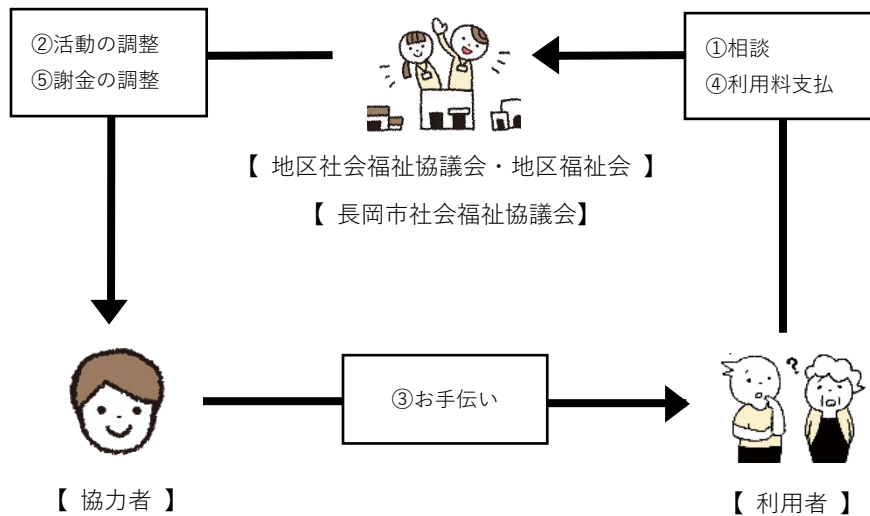 ②活動の調整
⑤謝金の調整
①相談
④利用料支払
【 地区社会福祉協議会・地区福祉会 】
【 長岡市社会福祉協議会】
③お手伝い
?
【 協力者 】
【 利用者 】